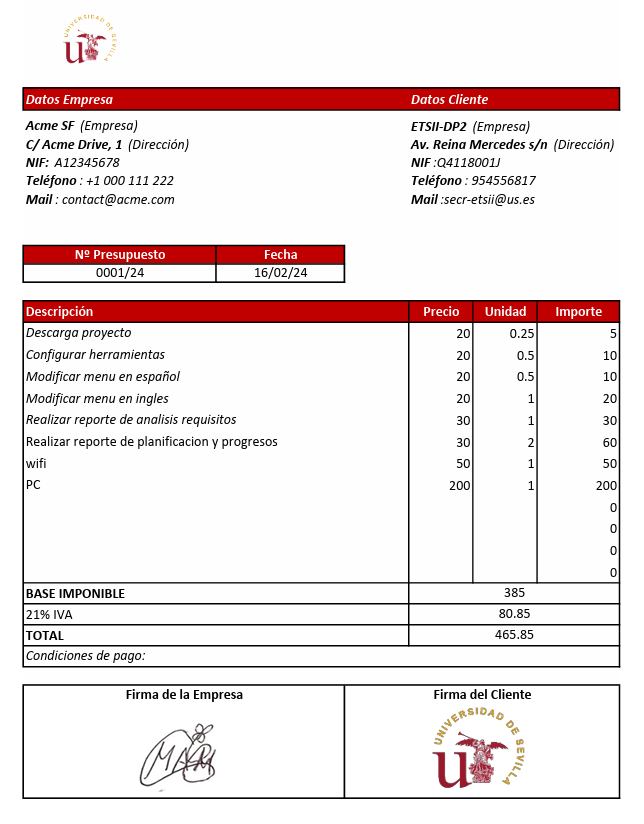 UNIVERSIDAD DE SEVILLA
Datos Empresa Datos Cliente
Acme SF (Empresa) ETSII-DP2 (Empresa)
C/ Acme Drive, 1 (Dirección) Av. Reina Mercedes s/n (Dirección)
NIF: A12345678 NIF :Q4118001J
Teléfono : +1 000 111 222 Teléfono : 954556817
Mail : contact@acme.com Mail :secr-etsii@us.es
Nº Presupuesto Fecha
0001/24 16/02/24
Descripción Precio Unidad Importe
Descarga proyecto 20 0.25 5
Configurar herramientas 20 0.5 10
Modificar menu en español 20 0.5 10
Modificar menu en ingles 20 1 20
Realizar reporte de analisis requisitos 30 1 30
Realizar reporte de planificacion y progresos 30 2 60
wifi 50 1 50
PC 200 1 200
0
0
0
0
BASE IMPONIBLE 385
21% IVA 80.85
TOTAL 465.85
Condiciones de pago:
Firma de la Empresa Firma del Cliente
UNIVERSIDAD DE SEVILLA